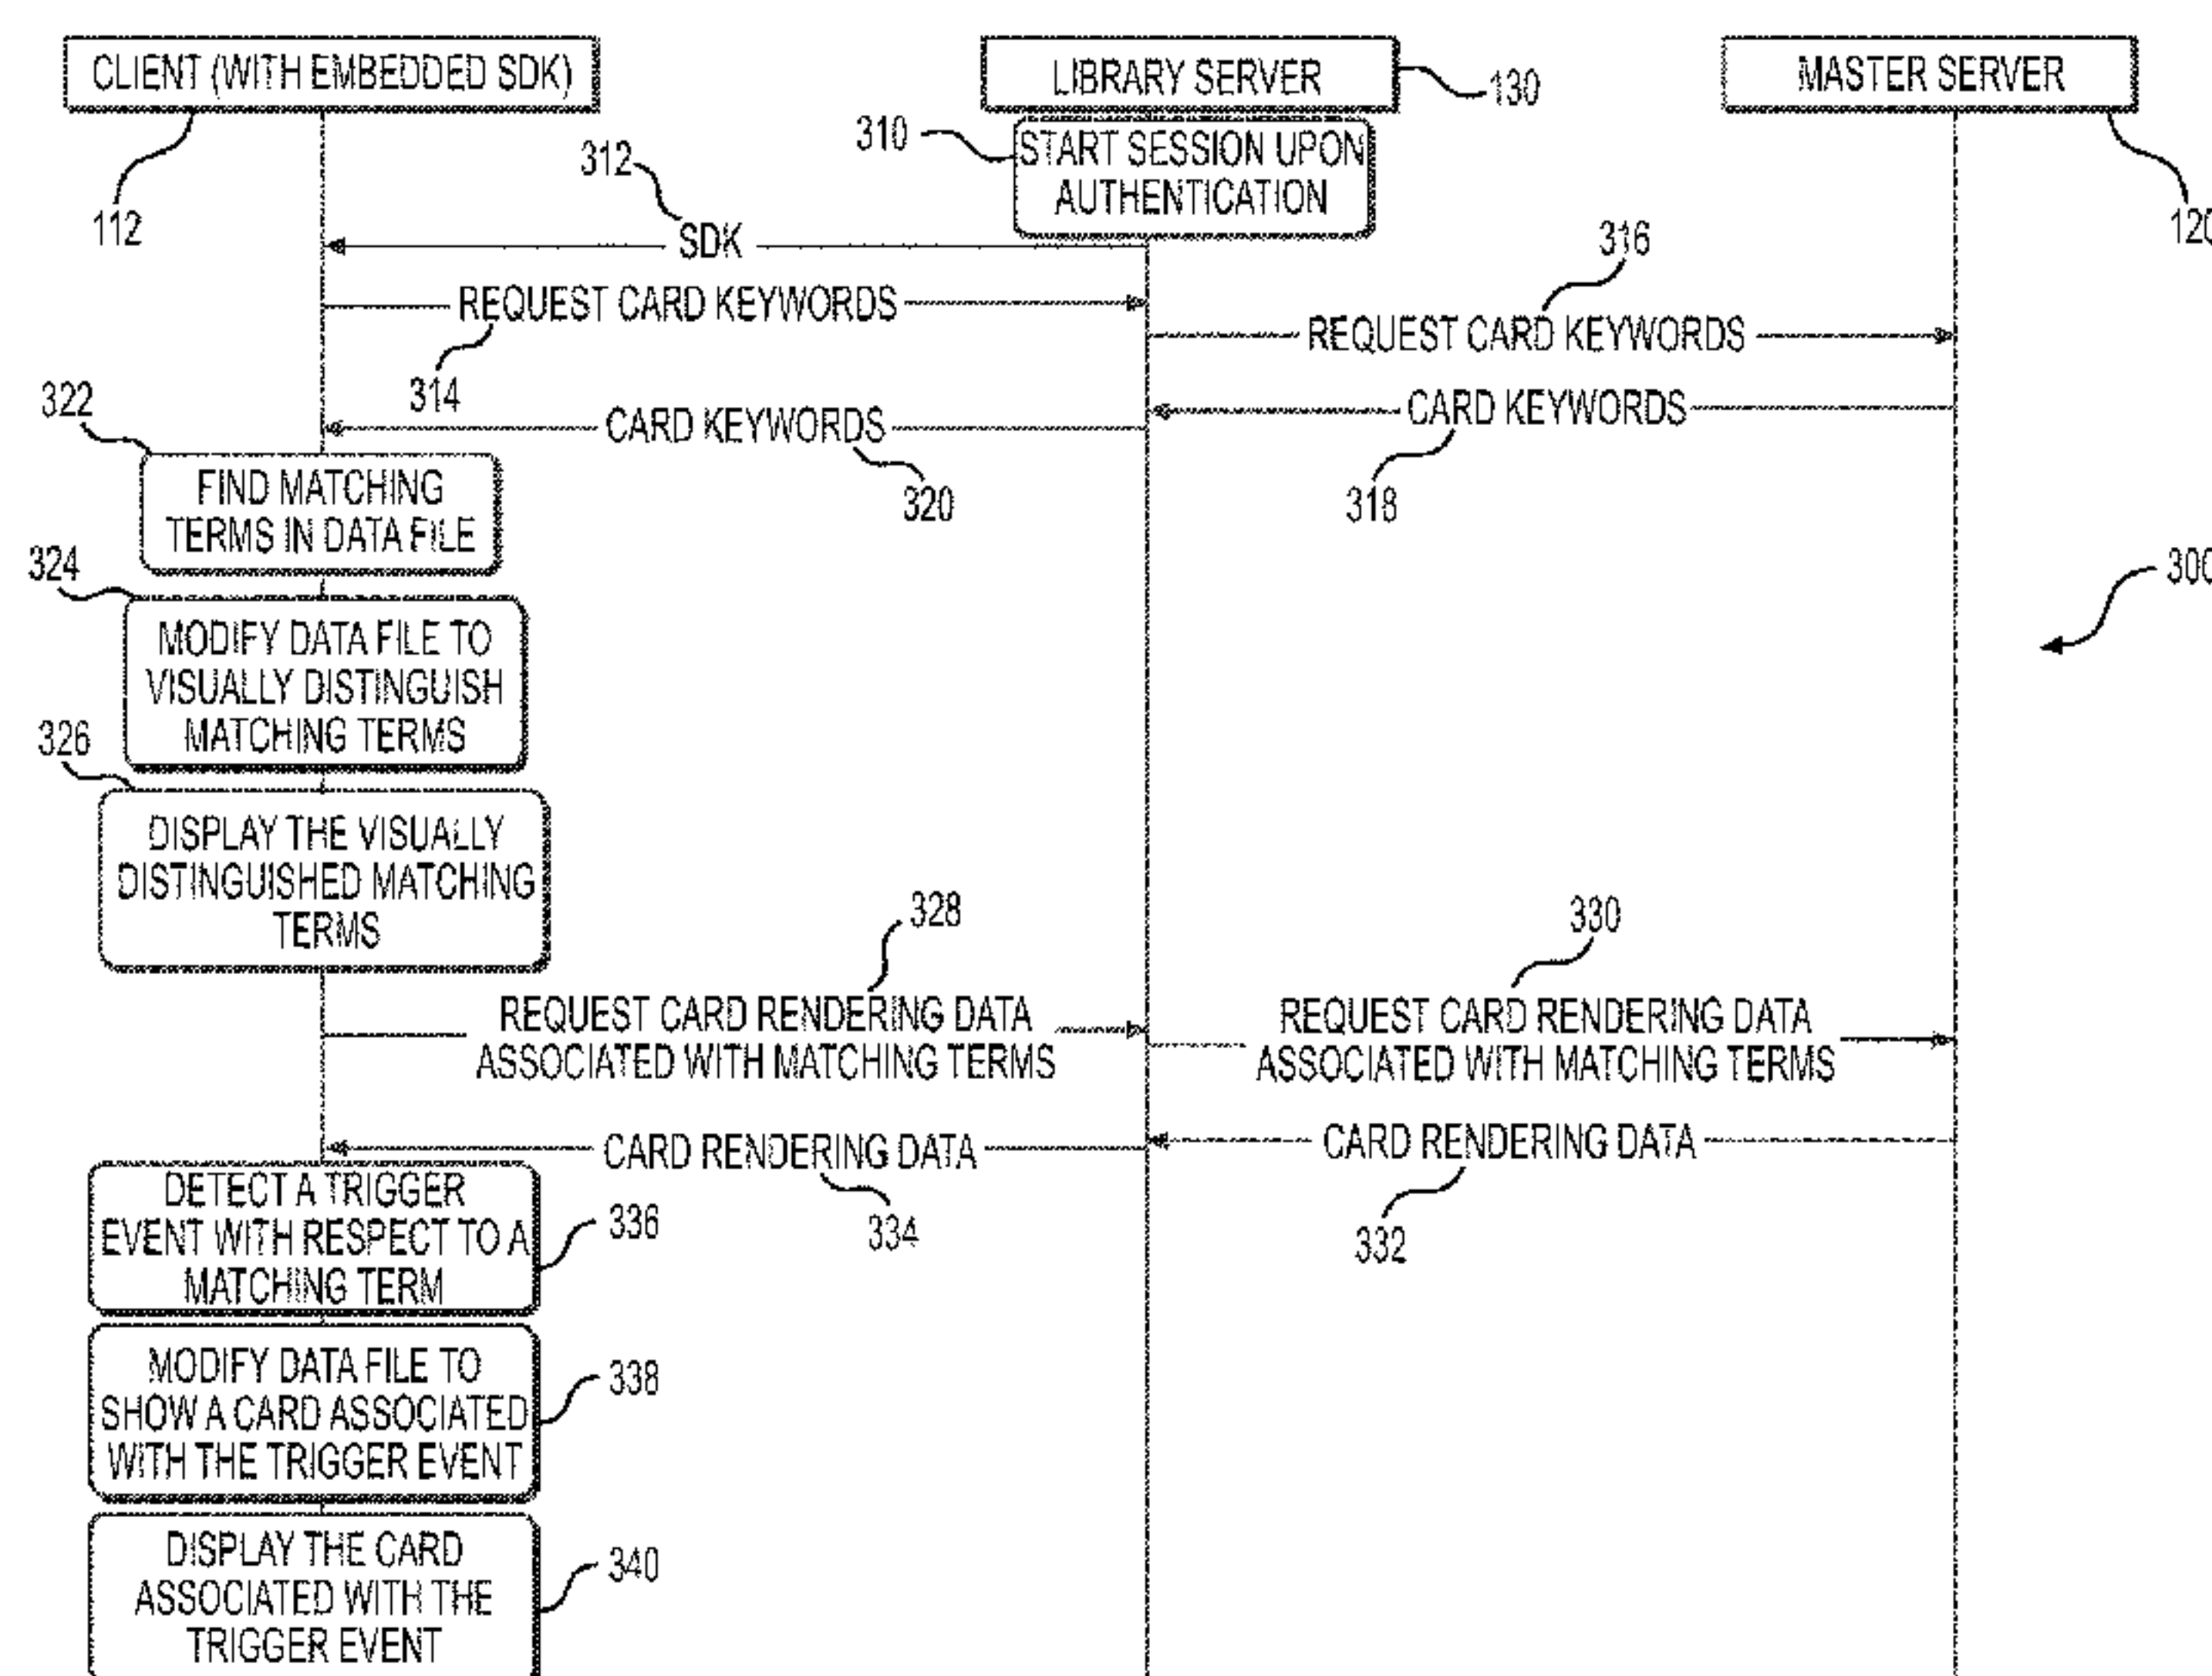 CLIENT (WITH EMBEDDED SDK)
LIBRARY SERVER
MASTER SERVER
130
310
START SESSION UPON
AUTHENTICATION
312
112
120
SDK
316
REQUEST CARD KEYWORDS
REQUEST CARD KEYWORDS
314
322
CARD KEYWORDS
CARD KEYWORDS
320
318
FIND MATCHING
TERMS IN DATA FILE
324
300
MODIFY DATA FILE TO
VISUALLY DISTINGUISH
MATCHING TERMS
326
DISPLAY THE VISUALLY
DISTINGUISHED MATCHING
TERMS
328
330
REQUEST CARD RENDERING DATA
ASSOCIATED WITH MATCHING TERMS
REQUEST CARD RENDERING DATA
ASSOCIATED WITH MATCHING TERMS
CARD RENDERING DATA
CARD RENDERING DATA
334
332
DETECT A TRIGGER
EVENT WITH RESPECT TO A
MATCHING TERM
336
MODIFY DATA FILE TO
SHOW A CARD ASSOCIATED
WITH THE TRIGGER EVENT
338
DISPLAY THE CARD
ASSOCIATED WITH THE
TRIGGER EVENT
340